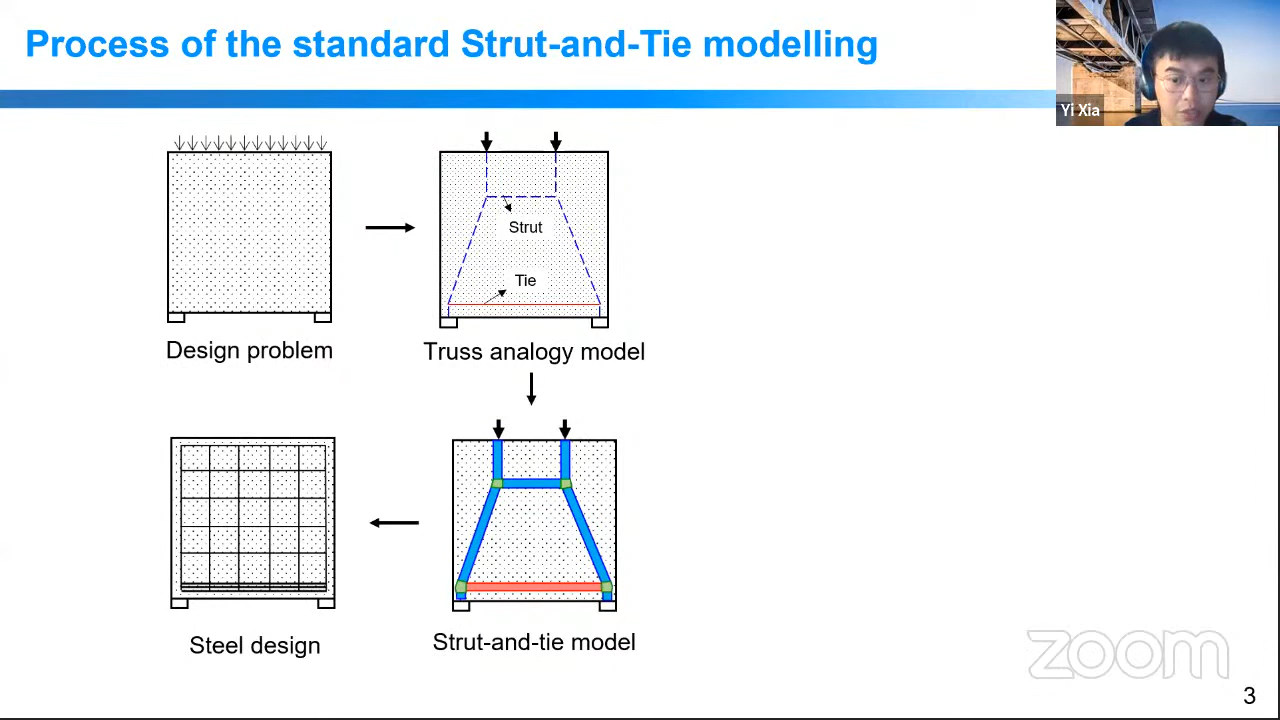 Process of the standard Strut-and-Tie modelling
Yi Xia
Strut
Tie
Design problem
Truss analogy model
Steel design
Strut-and-tie model
zoom
3